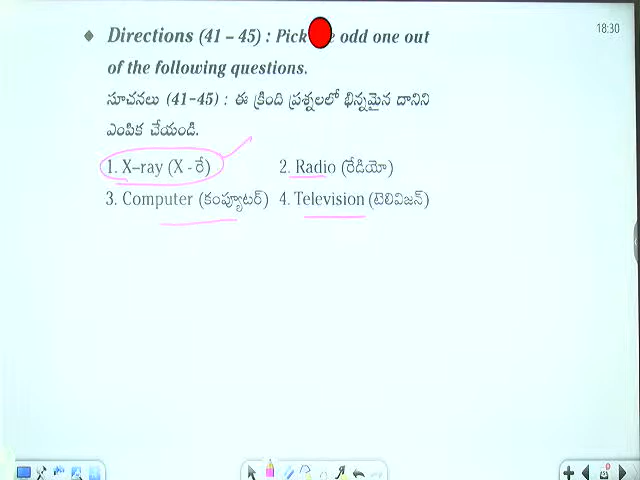 18:30
◆ Directions (41 – 45) : Pick odd one out
of the following questions.
సూచనలు (41-45) : ఈ క్రింది ప్రశ్నలలో భిన్నమైన దానిని
ఎంపిక చేయండి.
1. X–ray (X - రే) 2. Radio (రేడియో)
3. Computer (కంప్యూటర్) 4. Television (టెలివిజన్)